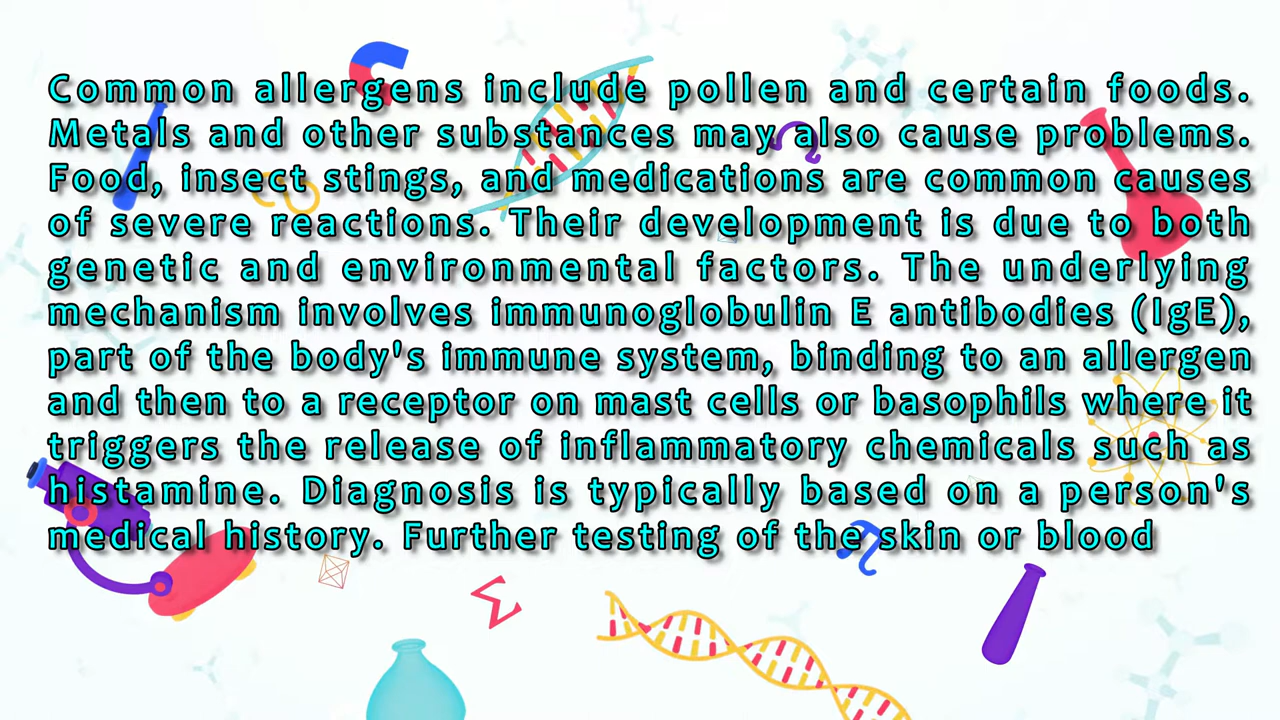 Common allergens include pollen and certain foods.
Metals and other substances may also cause problems.
Food, insect stings, and medications are common causes
of severe reactions. Their development is due to both
genetic and environmental factors. The underlying
mechanism involves immunoglobulin E antibodies (IgE),
part of the body's immune system, binding to an allergen
and then to a receptor on mast cells or basophils where it
triggers the release of inflammatory chemicals such as
histamine. Diagnosis is typically based on a person's
medical history. Further testing of the skin or blood